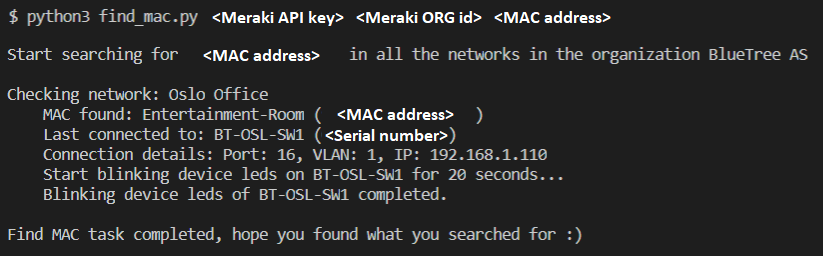 $ python3 find_mac.py <Meraki API key> <Meraki ORG id> <MAC address>
Start searching for <MAC address> in all the networks in the organization BlueTree AS
Checking network: Oslo Office
MAC found: Entertainment-Room ( <MAC address> )
Last connected to: BT-OSL-SW1 (<Serial number>)
Connection details: Port: 16, VLAN: 1, IP: 192.168.1.110
Start blinking device leds on BT-OSL-SW1 for 20 seconds...
Blinking device leds of BT-OSL-SW1 completed.
Find MAC task completed, hope you found what you searched for :)